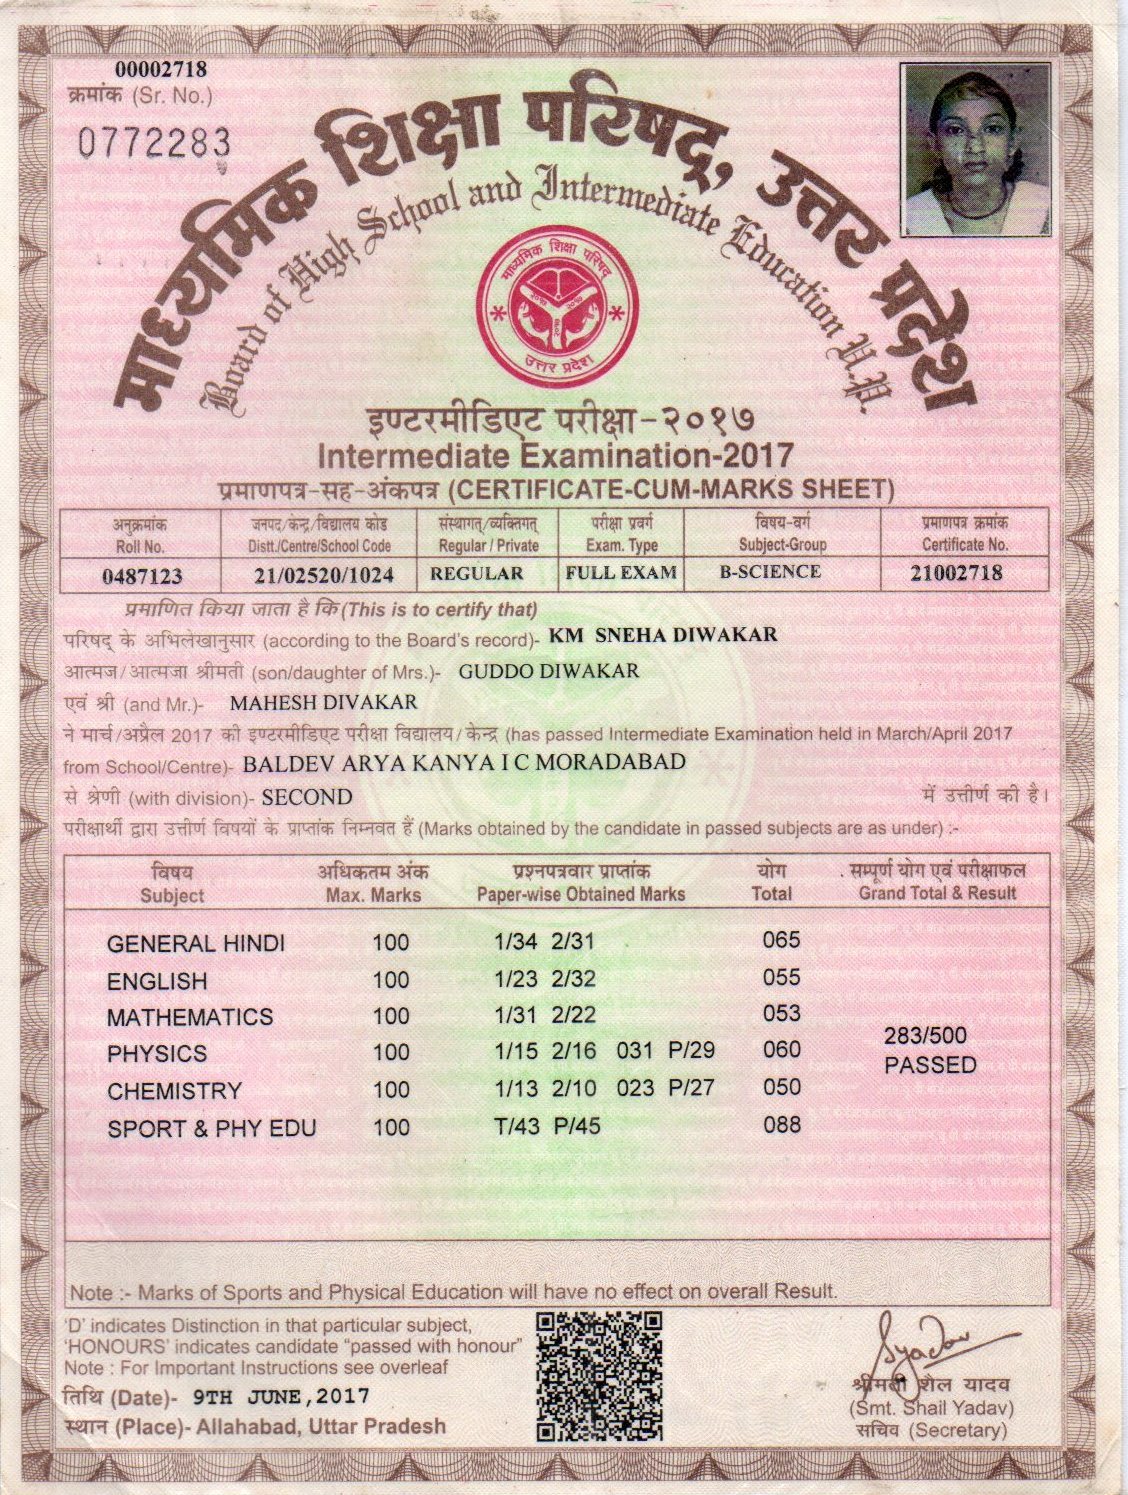 00002718
क्रमांक (Sr. No.)
0772283
माध्यमिक शिक्षा परिषद्, उत्तर प्रदेश
Board of High School and Intermediate Education U.P.
माध्यमिक शिक्षा परिषद्
उत्तर प्रदेश
इण्टरमीडिएट परीक्षा-२०१७
Intermediate Examination-2017
प्रमाणपत्र-सह-अंकपत्र (CERTIFICATE-CUM-MARKS SHEET)
अनुक्रमांक जनपद/केन्द्र/विद्यालय कोड संस्थागत्/व्यक्तिगत् परीक्षा प्रवर्ग विषय-वर्ग प्रमाणपत्र क्रमांक
Roll No. Distt./Centre/School Code Regular / Private Exam. Type Subject-Group Certificate No.
0487123 21/02520/1024 REGULAR FULL EXAM B-SCIENCE 21002718
प्रमाणित किया जाता है कि (This is to certify that)
परिषद् के अभिलेखानुसार (according to the Board's record)- KM SNEHA DIWAKAR
आत्मज/आत्मजा श्रीमती (son/daughter of Mrs.)- GUDDO DIWAKAR
एवं श्री (and Mr.)- MAHESH DIVAKAR
ने मार्च/अप्रैल 2017 की इण्टरमीडिएट परीक्षा विद्यालय/केन्द्र (has passed Intermediate Examination held in March/April 2017
from School/Centre)- BALDEV ARYA KANYA I C MORADABAD
से श्रेणी (with division)- SECOND में उत्तीर्ण की है।
परीक्षार्थी द्वारा उत्तीर्ण विषयों के प्राप्तांक निम्नवत हैं (Marks obtained by the candidate in passed subjects are as under) :-
विषय अधिकतम अंक प्रश्नपत्रवार प्राप्तांक योग सम्पूर्ण योग एवं परीक्षाफल
Subject Max. Marks Paper-wise Obtained Marks Total Grand Total & Result
GENERAL HINDI 100 1/34 2/31 065
ENGLISH 100 1/23 2/32 055
MATHEMATICS 100 1/31 2/22 053
283/500
PHYSICS 100 1/15 2/16 031 P/29 060
PASSED
CHEMISTRY 100 1/13 2/10 023 P/27 050
SPORT & PHY EDU 100 T/43 P/45 088
Note :- Marks of Sports and Physical Education will have no effect on overall Result.
'D' indicates Distinction in that particular subject,
'HONOURS' indicates candidate "passed with honour"
Note : For Important Instructions see overleaf
तिथि (Date)- 9TH JUNE,2017
स्थान (Place)- Allahabad, Uttar Pradesh
SYadav
श्रीमती शैल यादव
(Smt. Shail Yadav)
सचिव (Secretary)